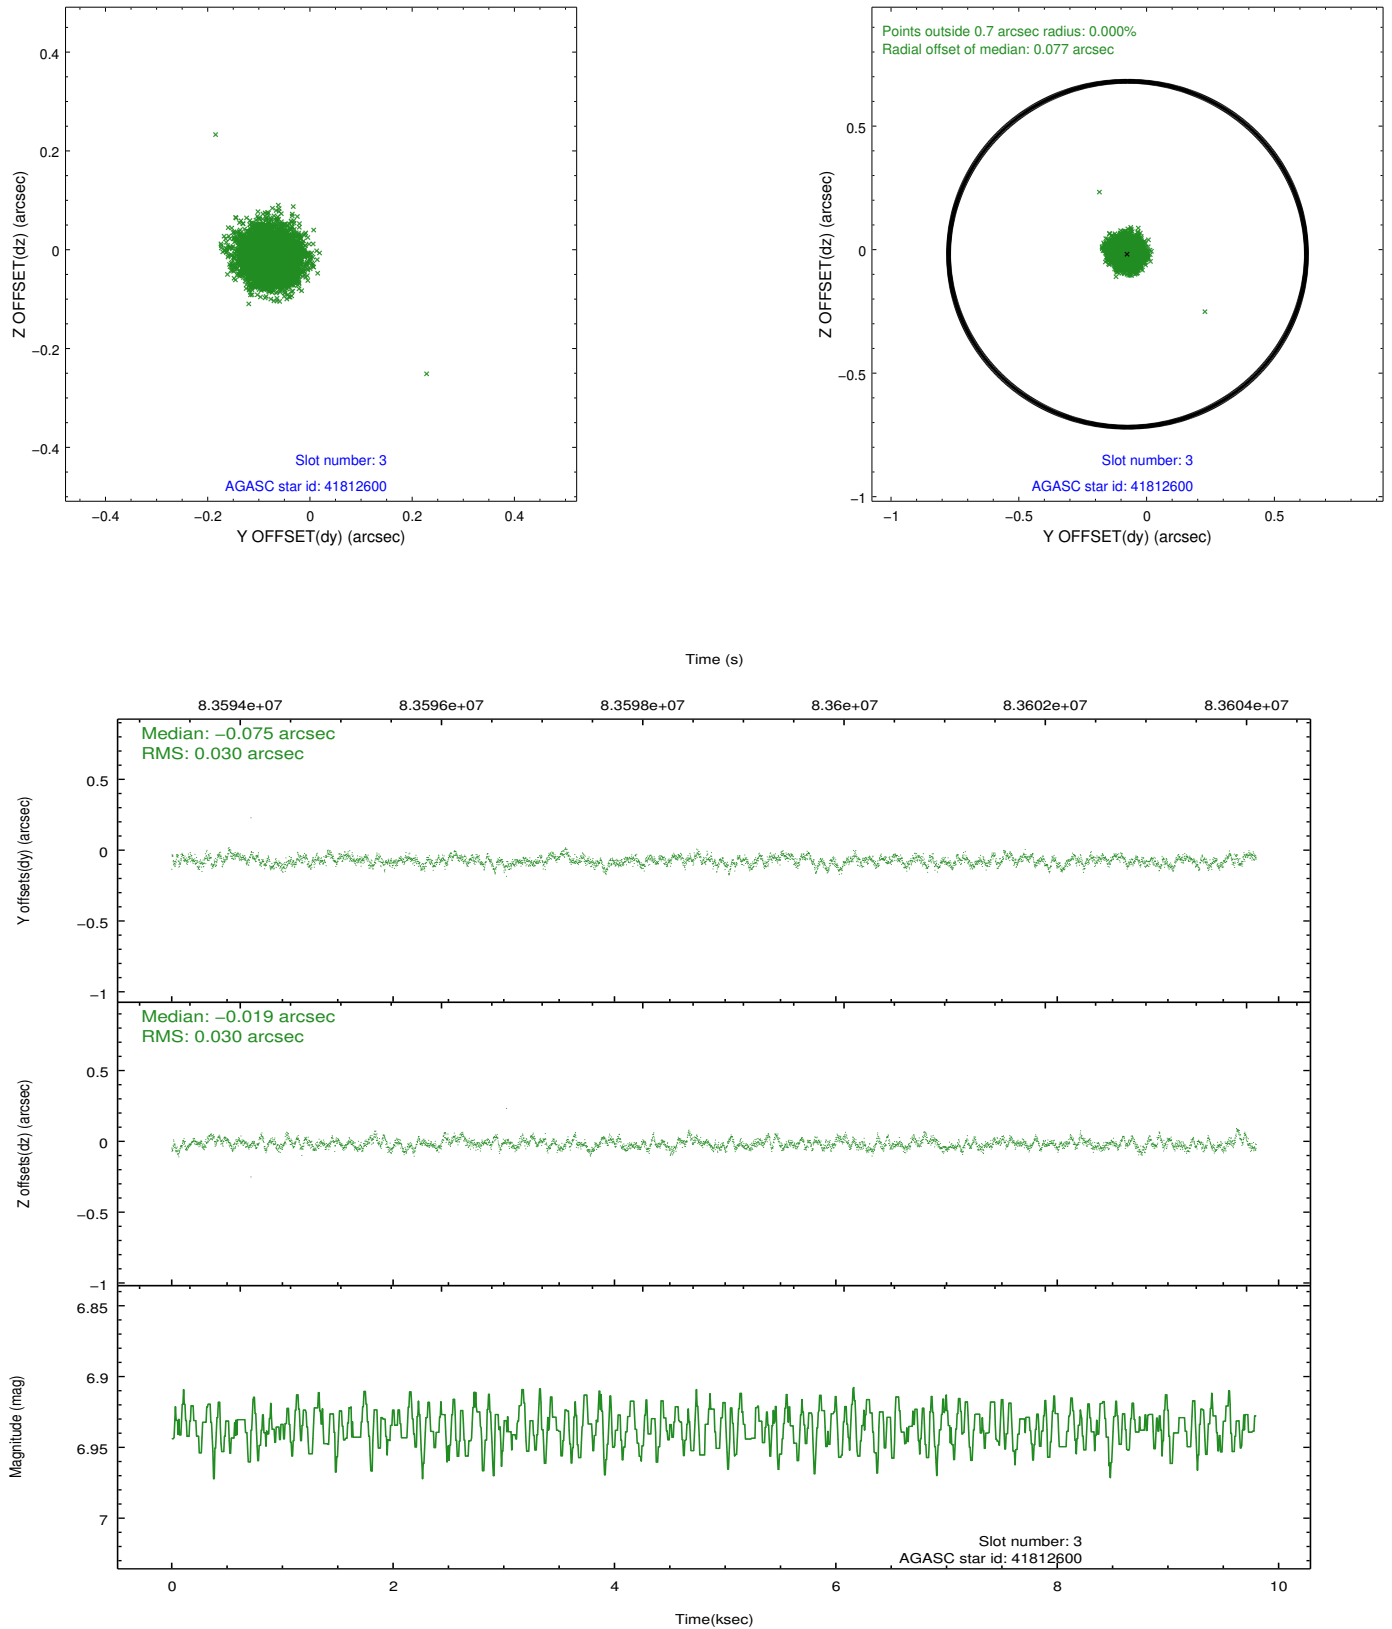 0.4
0.2
0
−0.2
−0.4
Z OFFSET(dz) (arcsec)
Slot number: 3
AGASC star id: 41812600
−0.4 −0.2 0 0.2 0.4
Y OFFSET(dy) (arcsec)
Points outside 0.7 arcsec radius: 0.000%
Radial offset of median: 0.077 arcsec
0.5
0
−0.5
−1
Z OFFSET(dz) (arcsec)
Slot number: 3
AGASC star id: 41812600
−1 −0.5 0 0.5
Y OFFSET(dy) (arcsec)
Time (s)
8.3594e+07 8.3596e+07 8.3598e+07 8.36e+07 8.3602e+07 8.3604e+07
Median: −0.075 arcsec
RMS: 0.030 arcsec
0.5
0
−0.5
−1
Y offsets(dy) (arcsec)
Median: −0.019 arcsec
RMS: 0.030 arcsec
0.5
0
−0.5
−1
Z offsets(dz) (arcsec)
6.85
6.9
6.95
7
Magnitude (mag)
Slot number: 3
AGASC star id: 41812600
0 2 4 6 8 10
Time(ksec)